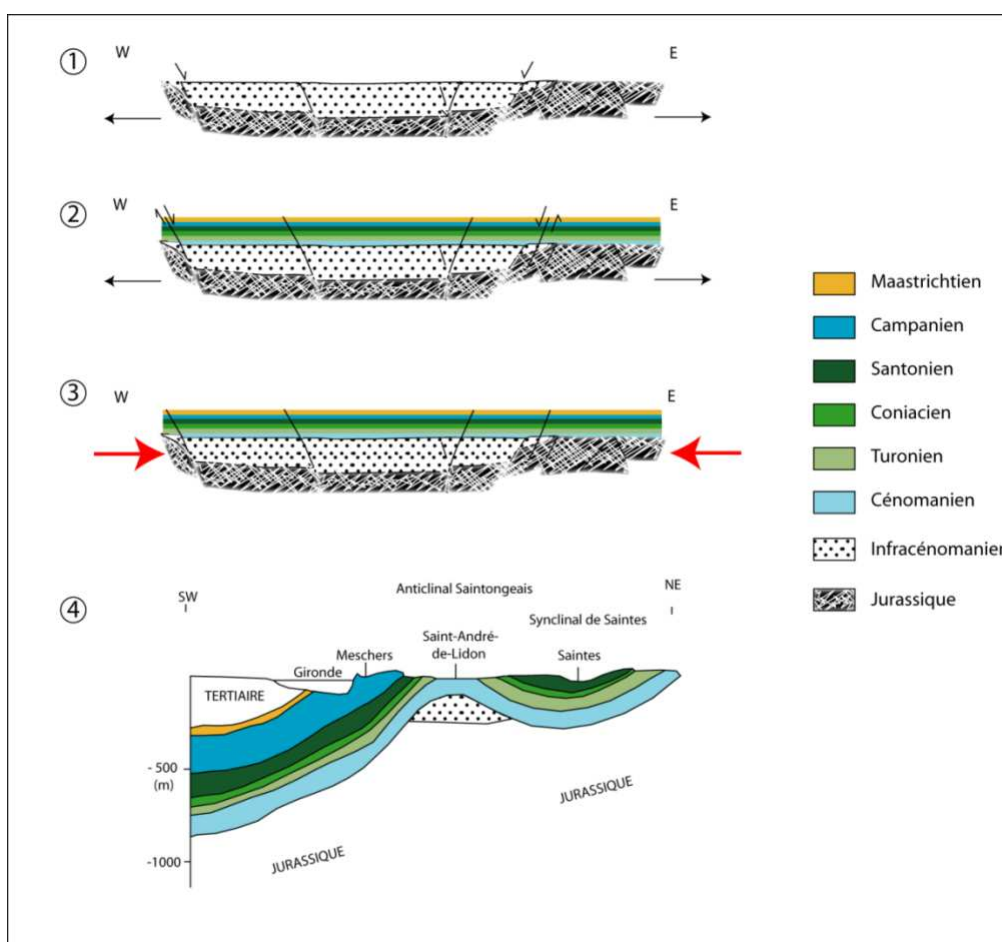 ①
W
E
②
W
E
③
W
E
Maastrichtien
Campanien
Santonien
Coniacien
Turonien
Cénomanien
Infracénomanien
Jurassique
④
SW
Anticlinal Saintongeais
NE
Synclinal de Saintes
Saint-André-
de-Lidon
Saintes
Meschers
Gironde
TERTIAIRE
- 500
(m)
-1000
JURASSIQUE
JURASSIQUE